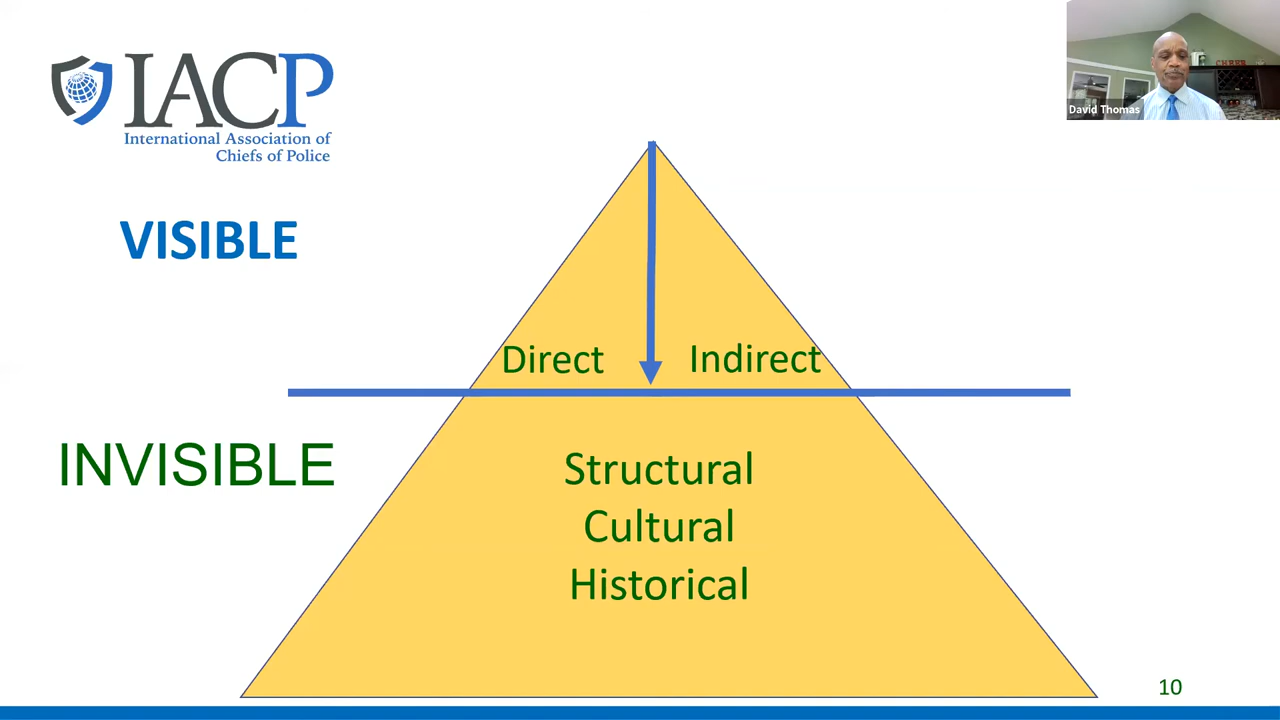 IACP
International Association of
Chiefs of Police
David Thomas
VISIBLE
Direct
Indirect
INVISIBLE
Structural
Cultural
Historical
10